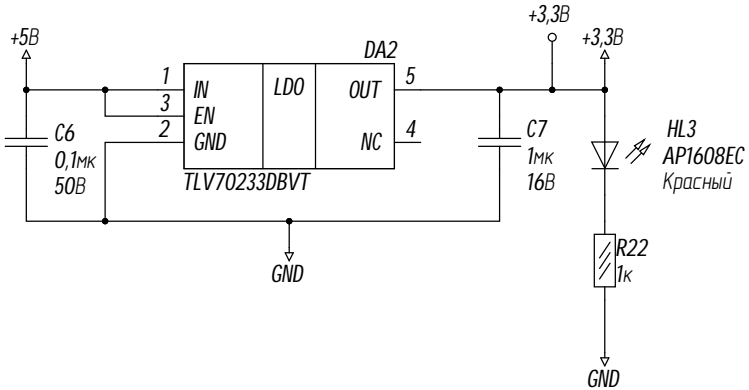 +5В
+3,3В
+3,3В
DA2
1
IN
LDO
OUT
5
3
EN
2
GND
NC
4
C6
0,1мк
50В
TLV70233DBVT
C7
1мк
16В
HL3
AP1608EC
Красный
GND
R22
1к
GND